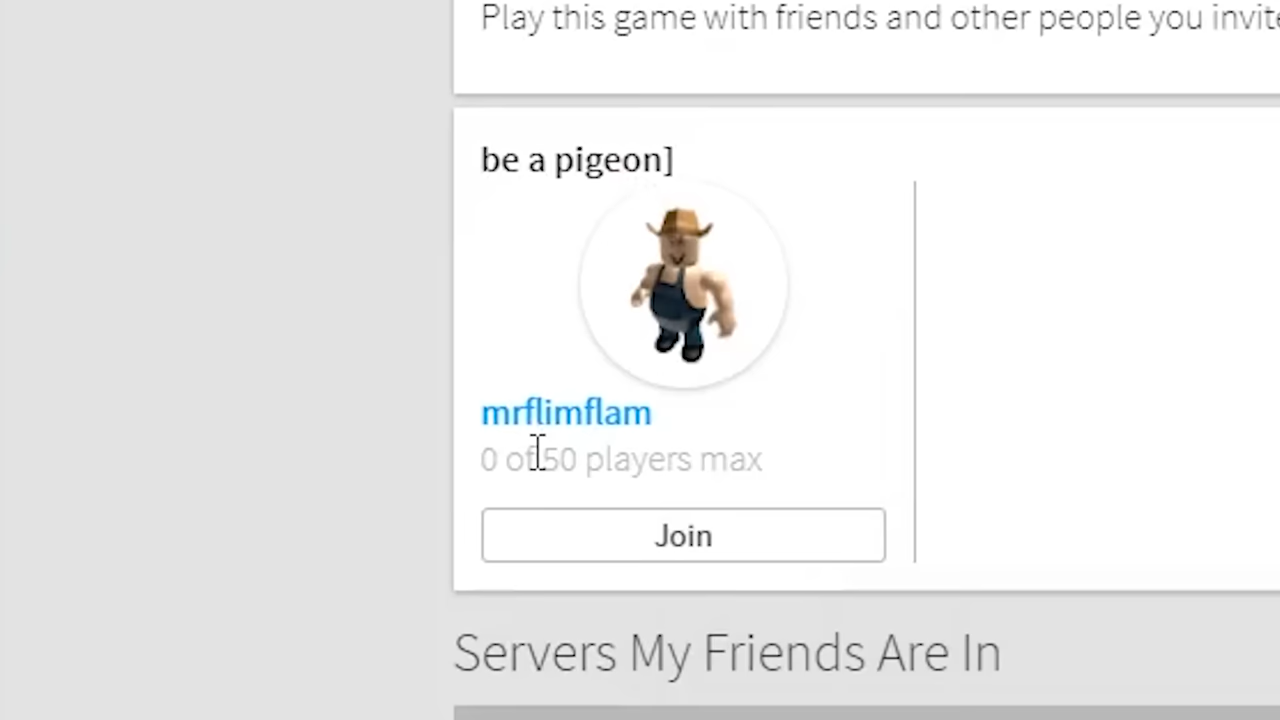 Play this game with friends and other people you invite
be a pigeon]
mrflimflam
0 of 50 players max
Join
Servers My Friends Are In